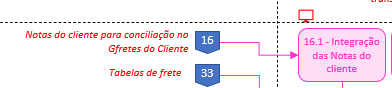 Notas do cliente para conciliação no
Gfretes do Cliente
16
16.1 - Integração
das Notas do
cliente
Tabelas de frete
33